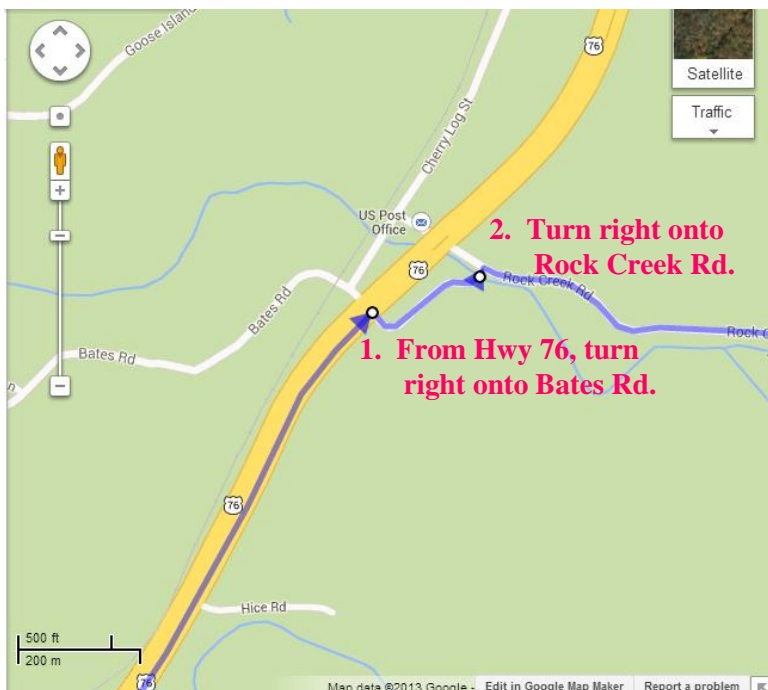 Goose Island
76
Satellite
Traffic
Cherry Log St
US Post
Office
2. Turn right onto
Rock Creek Rd.
76
Rock Creek Rd
Bates Rd
Rock C
1. From Hwy 76, turn
right onto Bates Rd.
Bates Rd
n
76
Hice Rd
500 ft
200 m
76
Map data ©2013 Google - Edit in Google Map Maker Report a problem